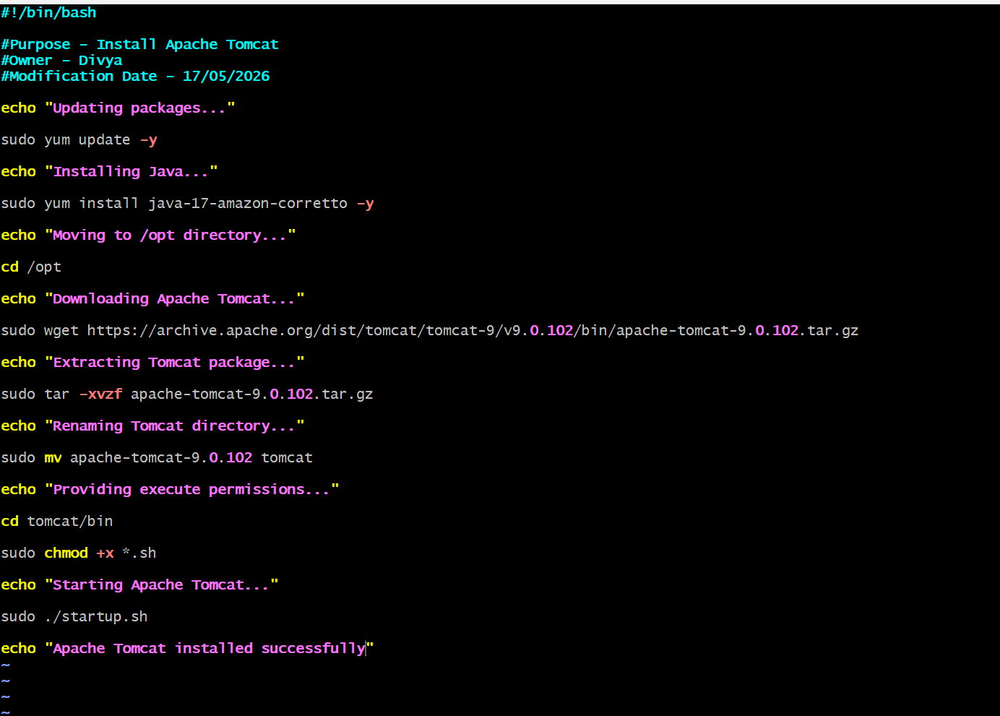 #!/bin/bash
#Purpose - Install Apache Tomcat
#Owner - Divya
#Modification Date - 17/05/2026
echo "Updating packages..."
sudo yum update -y
echo "Installing Java..."
sudo yum install java-17-amazon-corretto -y
echo "Moving to /opt directory..."
cd /opt
echo "Downloading Apache Tomcat..."
sudo wget https://archive.apache.org/dist/tomcat/tomcat-9/v9.0.102/bin/apache-tomcat-9.0.102.tar.gz
echo "Extracting Tomcat package..."
sudo tar -xvzf apache-tomcat-9.0.102.tar.gz
echo "Renaming Tomcat directory..."
sudo mv apache-tomcat-9.0.102 tomcat
echo "Providing execute permissions..."
cd tomcat/bin
sudo chmod +x *.sh
echo "Starting Apache Tomcat..."
sudo ./startup.sh
echo "Apache Tomcat installed successfully"
~
~
~
~